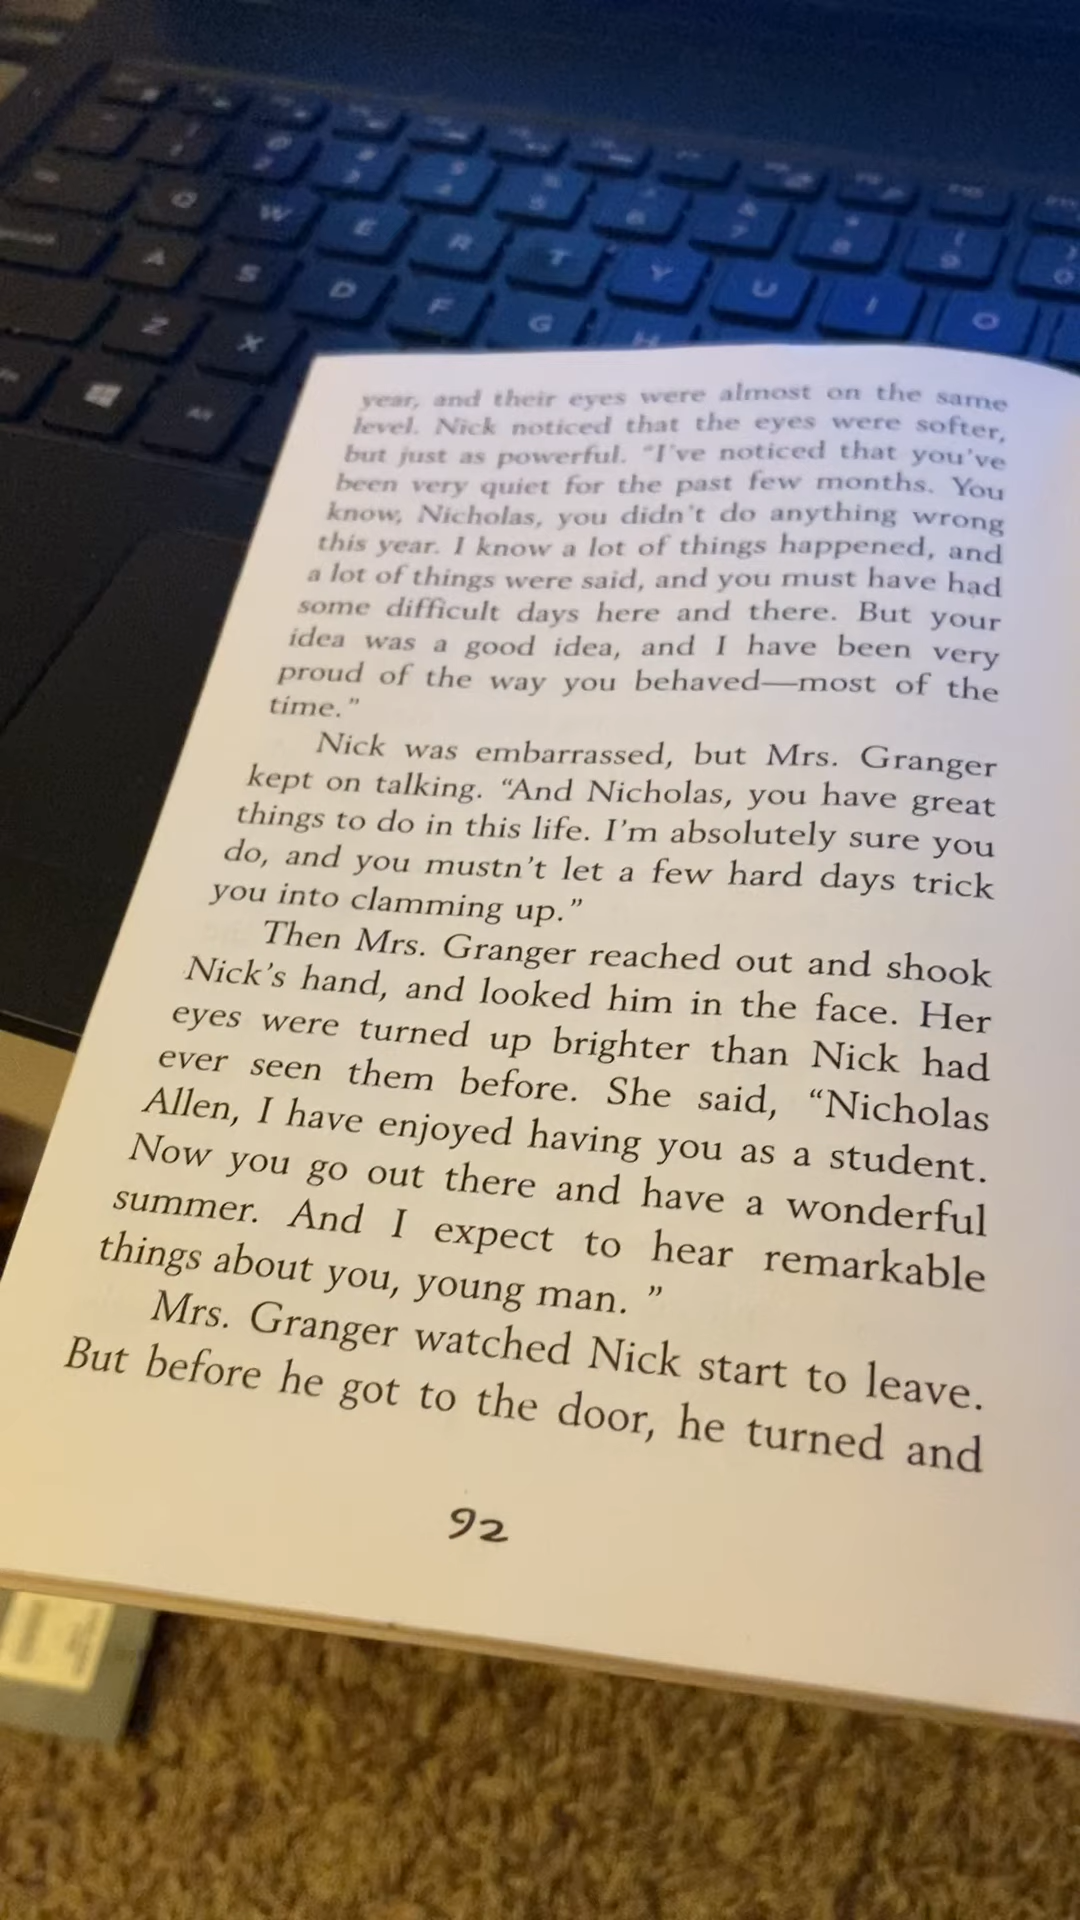 Q W E R T Y U I O
A S D F G H
Z X
Alt
year, and their eyes were almost on the same
level. Nick noticed that the eyes were softer,
but just as powerful. "I've noticed that you've
been very quiet for the past few months. You
know, Nicholas, you didn't do anything wrong
this year. I know a lot of things happened, and
a lot of things were said, and you must have had
some difficult days here and there. But your
idea was a good idea, and I have been very
proud of the way you behaved—most of the
time."
Nick was embarrassed, but Mrs. Granger
kept on talking. “And Nicholas, you have great
things to do in this life. I'm absolutely sure you
do, and you mustn't let a few hard days trick
you into clamming up.”
Then Mrs. Granger reached out and shook
Nick's hand, and looked him in the face. Her
eyes were turned up brighter than Nick had
ever seen them before. She said, “Nicholas
Allen, I have enjoyed having you as a student.
Now you go out there and have a wonderful
summer. And I expect to hear remarkable
things about you, young man. ”
Mrs. Granger watched Nick start to leave.
But before he got to the door, he turned and
92